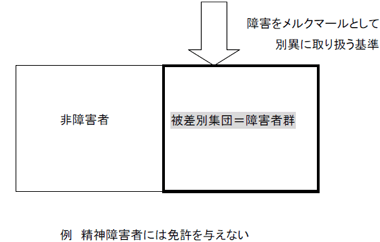 障害をメルクマールとして
別異に取り扱う基準
非障害者
被差別集団＝障害者群
例　精神障害者には免許を与えない